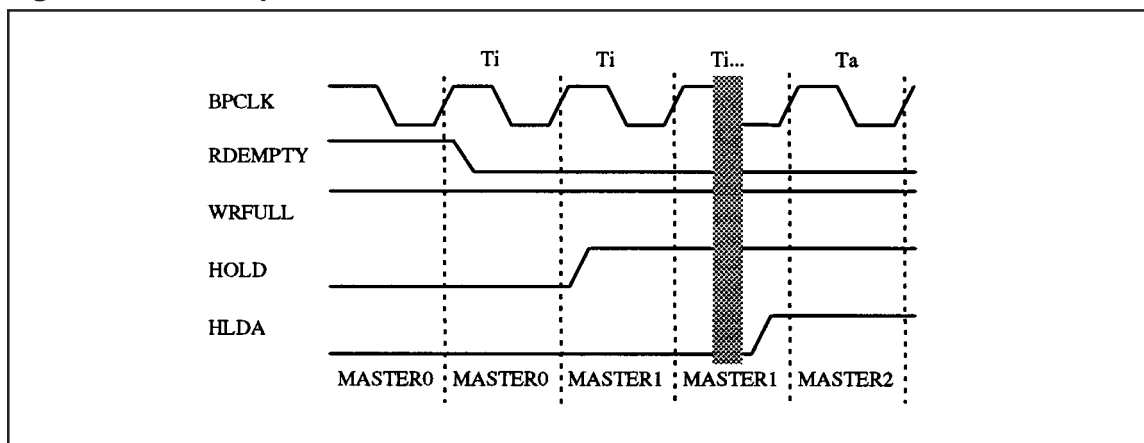 Ti Ti Ti... Ta
BPCLK
RDEMPTY
WRFULL
HOLD
HLDA
MASTER0 MASTER0 MASTER1 MASTER1 MASTER2